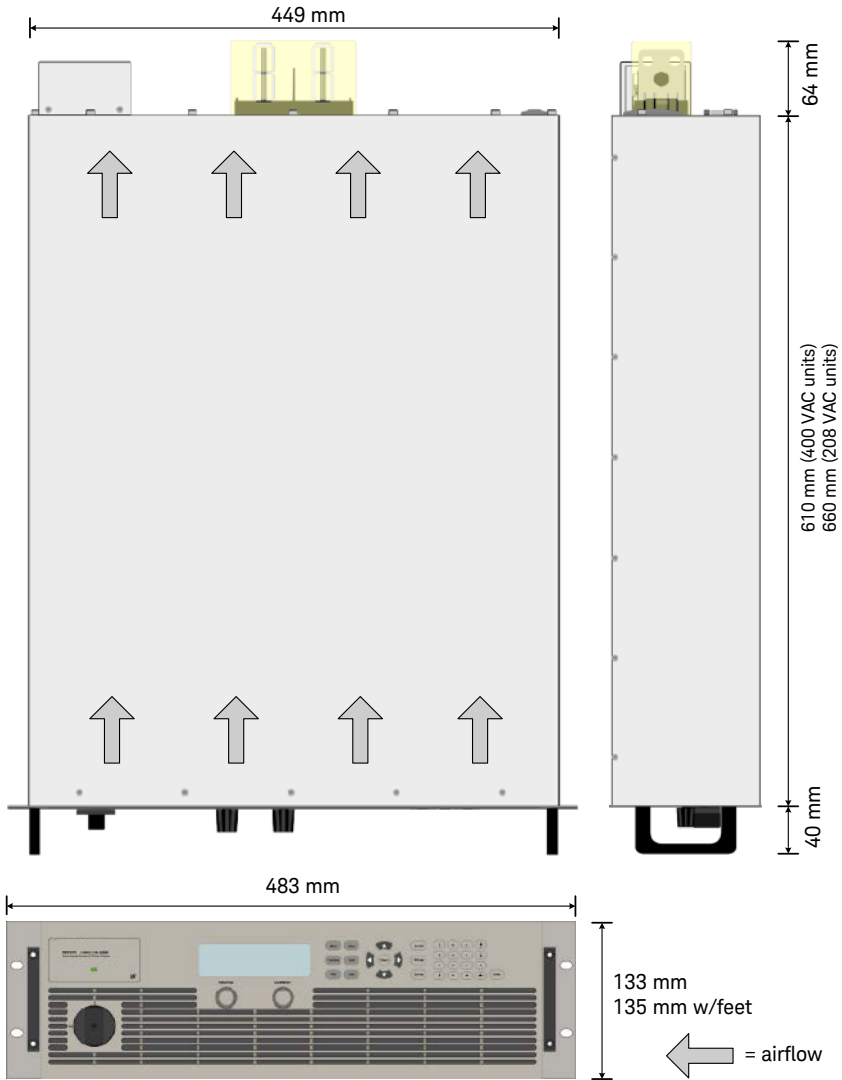 449 mm
64 mm
610 mm (400 VAC units)
660 mm (208 VAC units)
40 mm
483 mm
133 mm
135 mm w/feet
= airflow